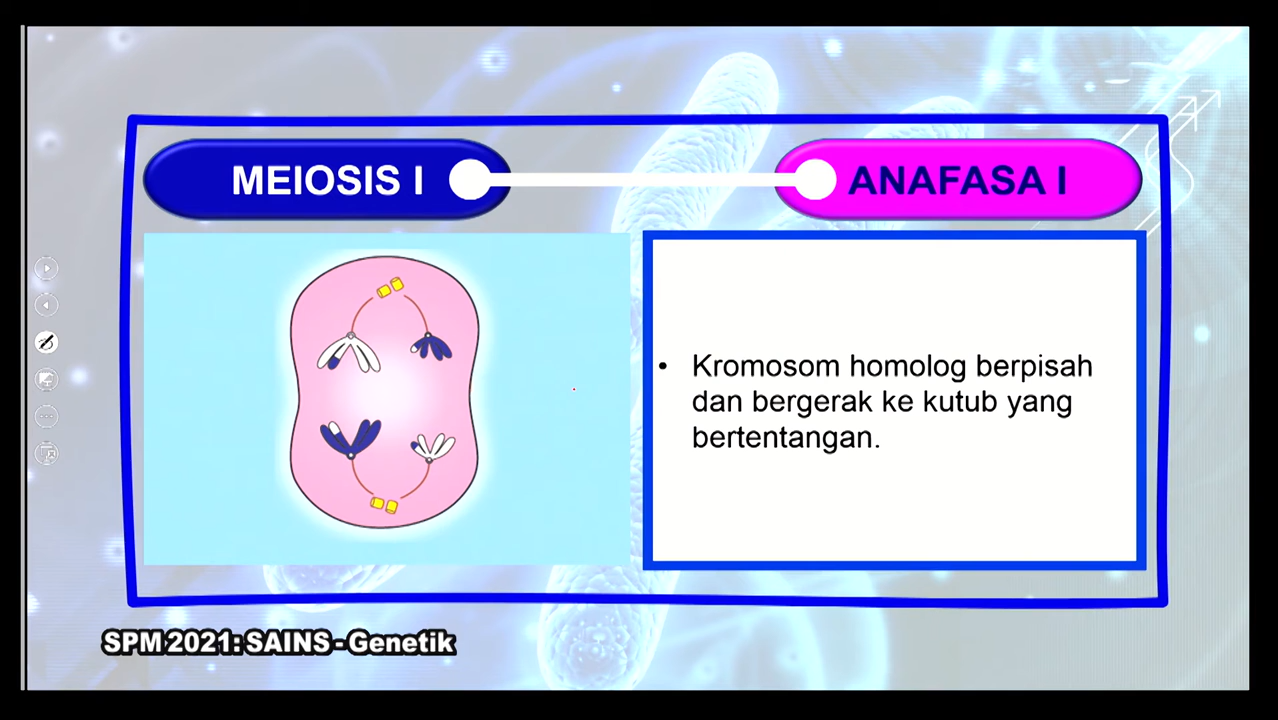 MEIOSIS I
ANAFASA I
• Kromosom homolog berpisah
dan bergerak ke kutub yang
bertentangan.
SPM 2021: SAINS - Genetik